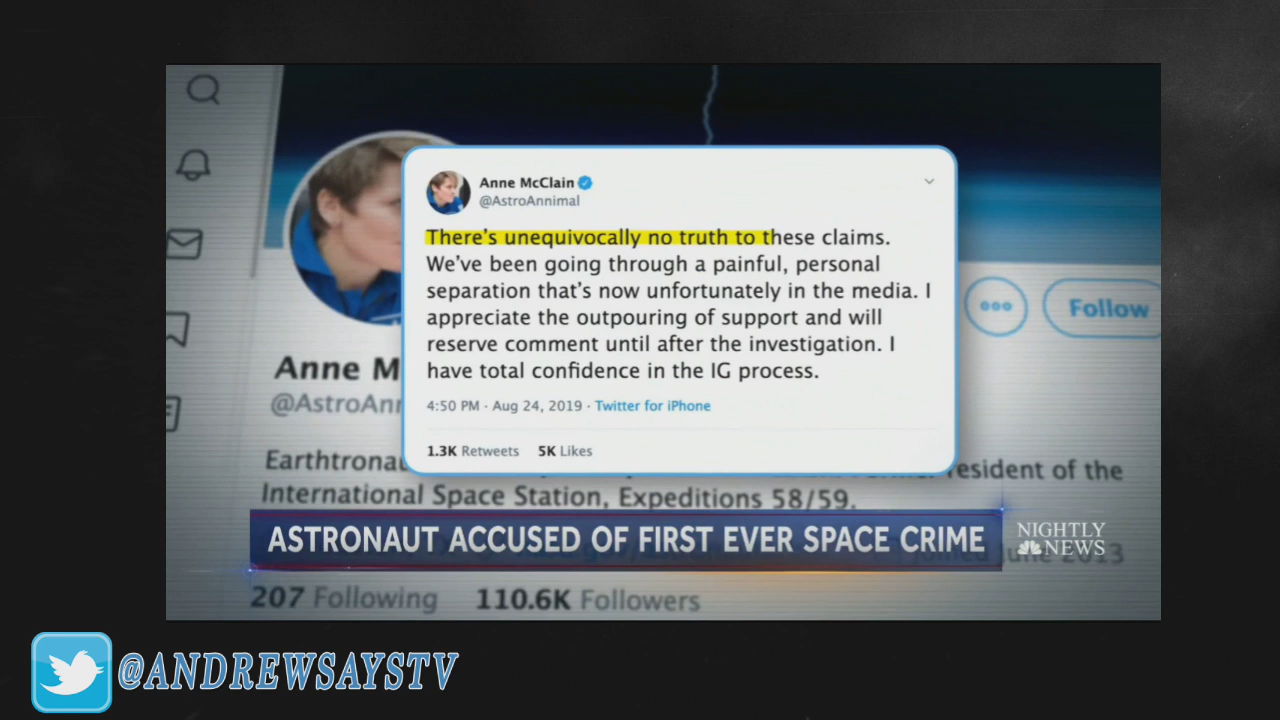 Anne McClain
@AstroAnnimal
There's unequivocally no truth to these claims.
We've been going through a painful, personal
separation that's now unfortunately in the media. I
appreciate the outpouring of support and will
reserve comment until after the investigation. I
have total confidence in the IG process.
4:50 PM · Aug 24, 2019 · Twitter for iPhone
1.3K Retweets 5K Likes
Follow
Anne M
@AstroAnn
Earthtronau
resident of the
International Space Station, Expeditions 58/59.
ASTRONAUT ACCUSED OF FIRST EVER SPACE CRIME
NIGHTLY
NEWS
joined June 2013
207 Following 110.6K Followers
@ANDREWSAYSTV